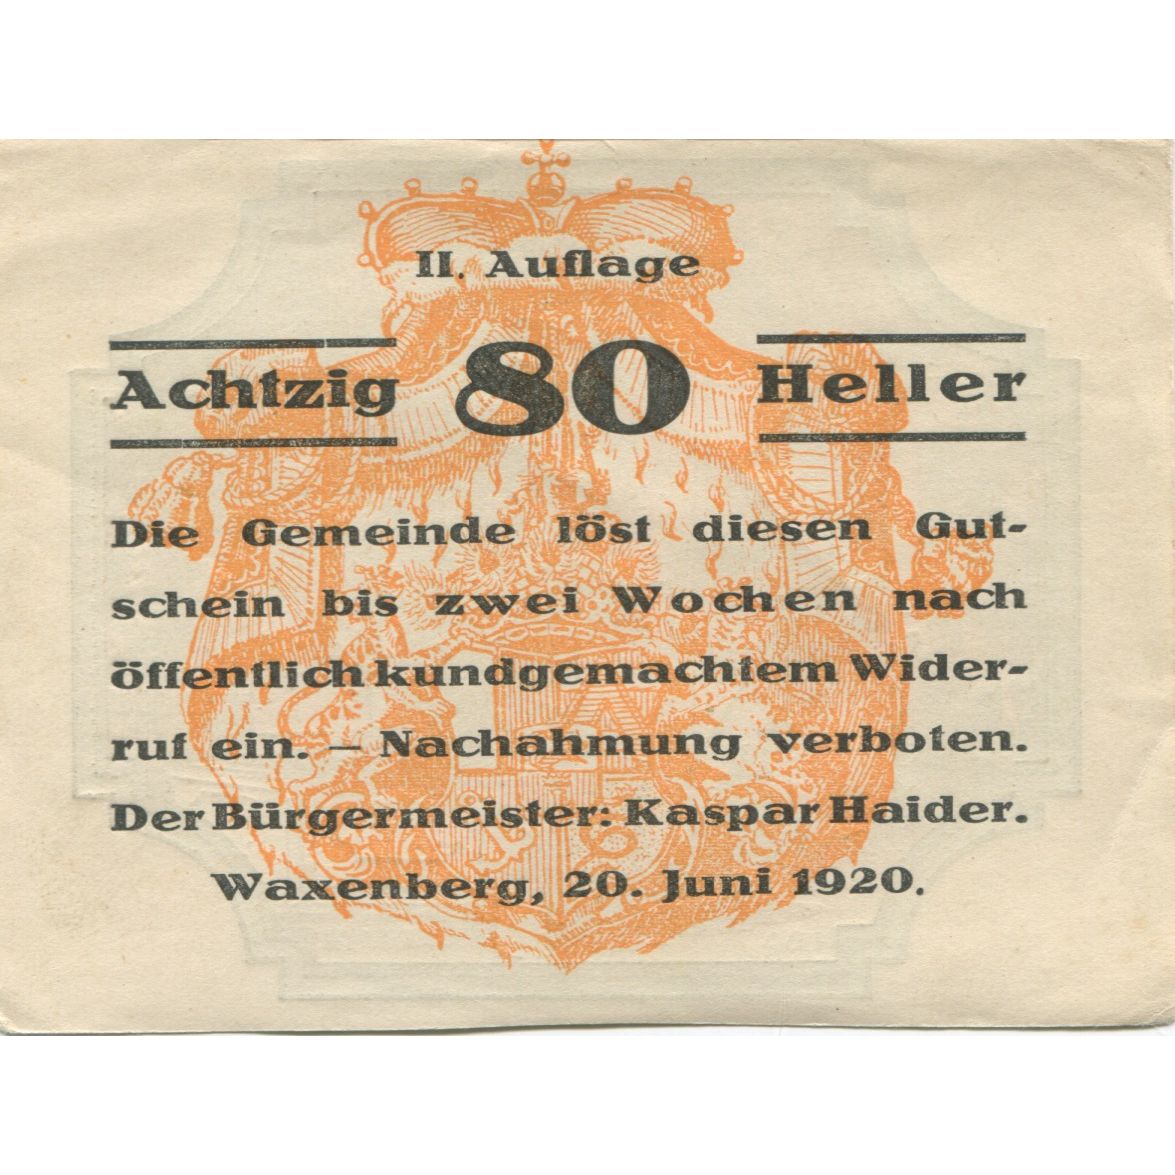 II. Auflage
Achtzig 80 Heller
Die Gemeinde löst diesen Gut-
schein bis zwei Wochen nach
öffentlich kundgemachtem Wider-
ruf ein. — Nachahmung verboten.
Der Bürgermeister: Kaspar Haider.
Waxenberg, 20. Juni 1920.